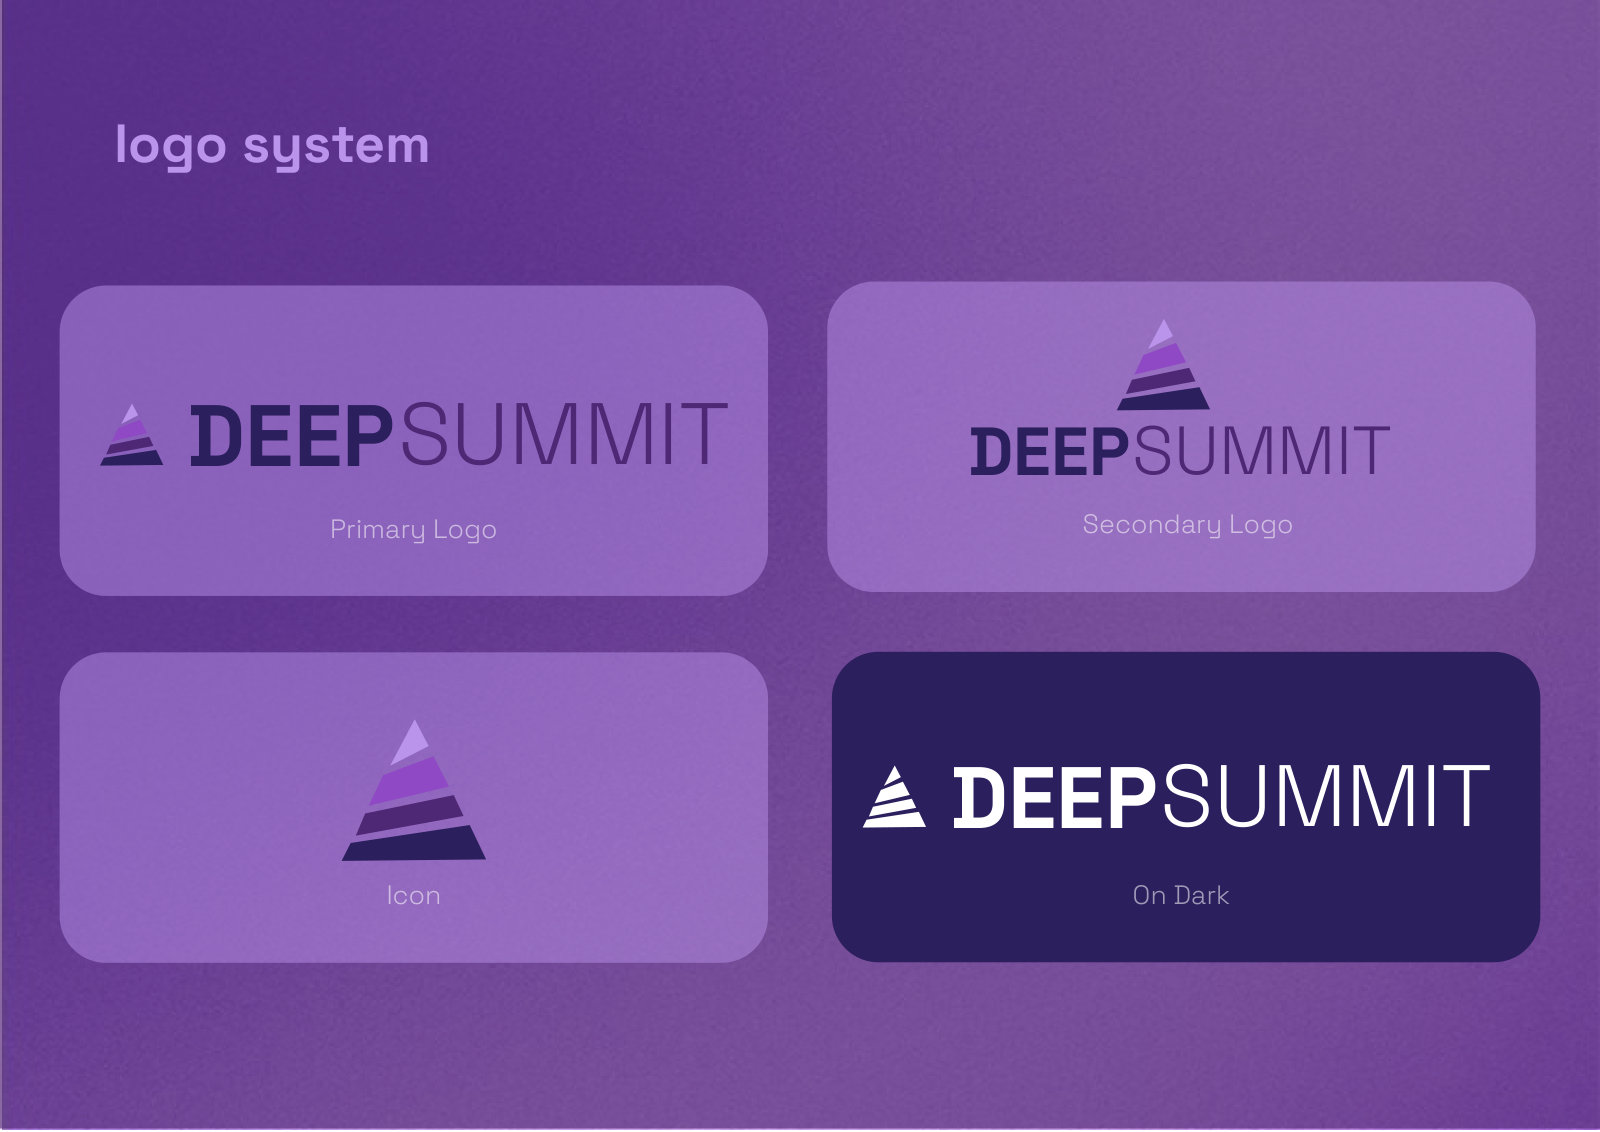 logo system
DEEPSUMMIT
Primary Logo
DEEPSUMMIT
Secondary Logo
Icon
DEEPSUMMIT
On Dark